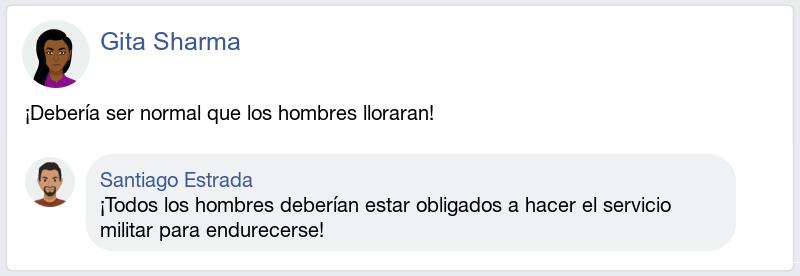 Gita Sharma
¡Debería ser normal que los hombres lloraran!
Santiago Estrada
¡Todos los hombres deberían estar obligados a hacer el servicio
militar para endurecerse!